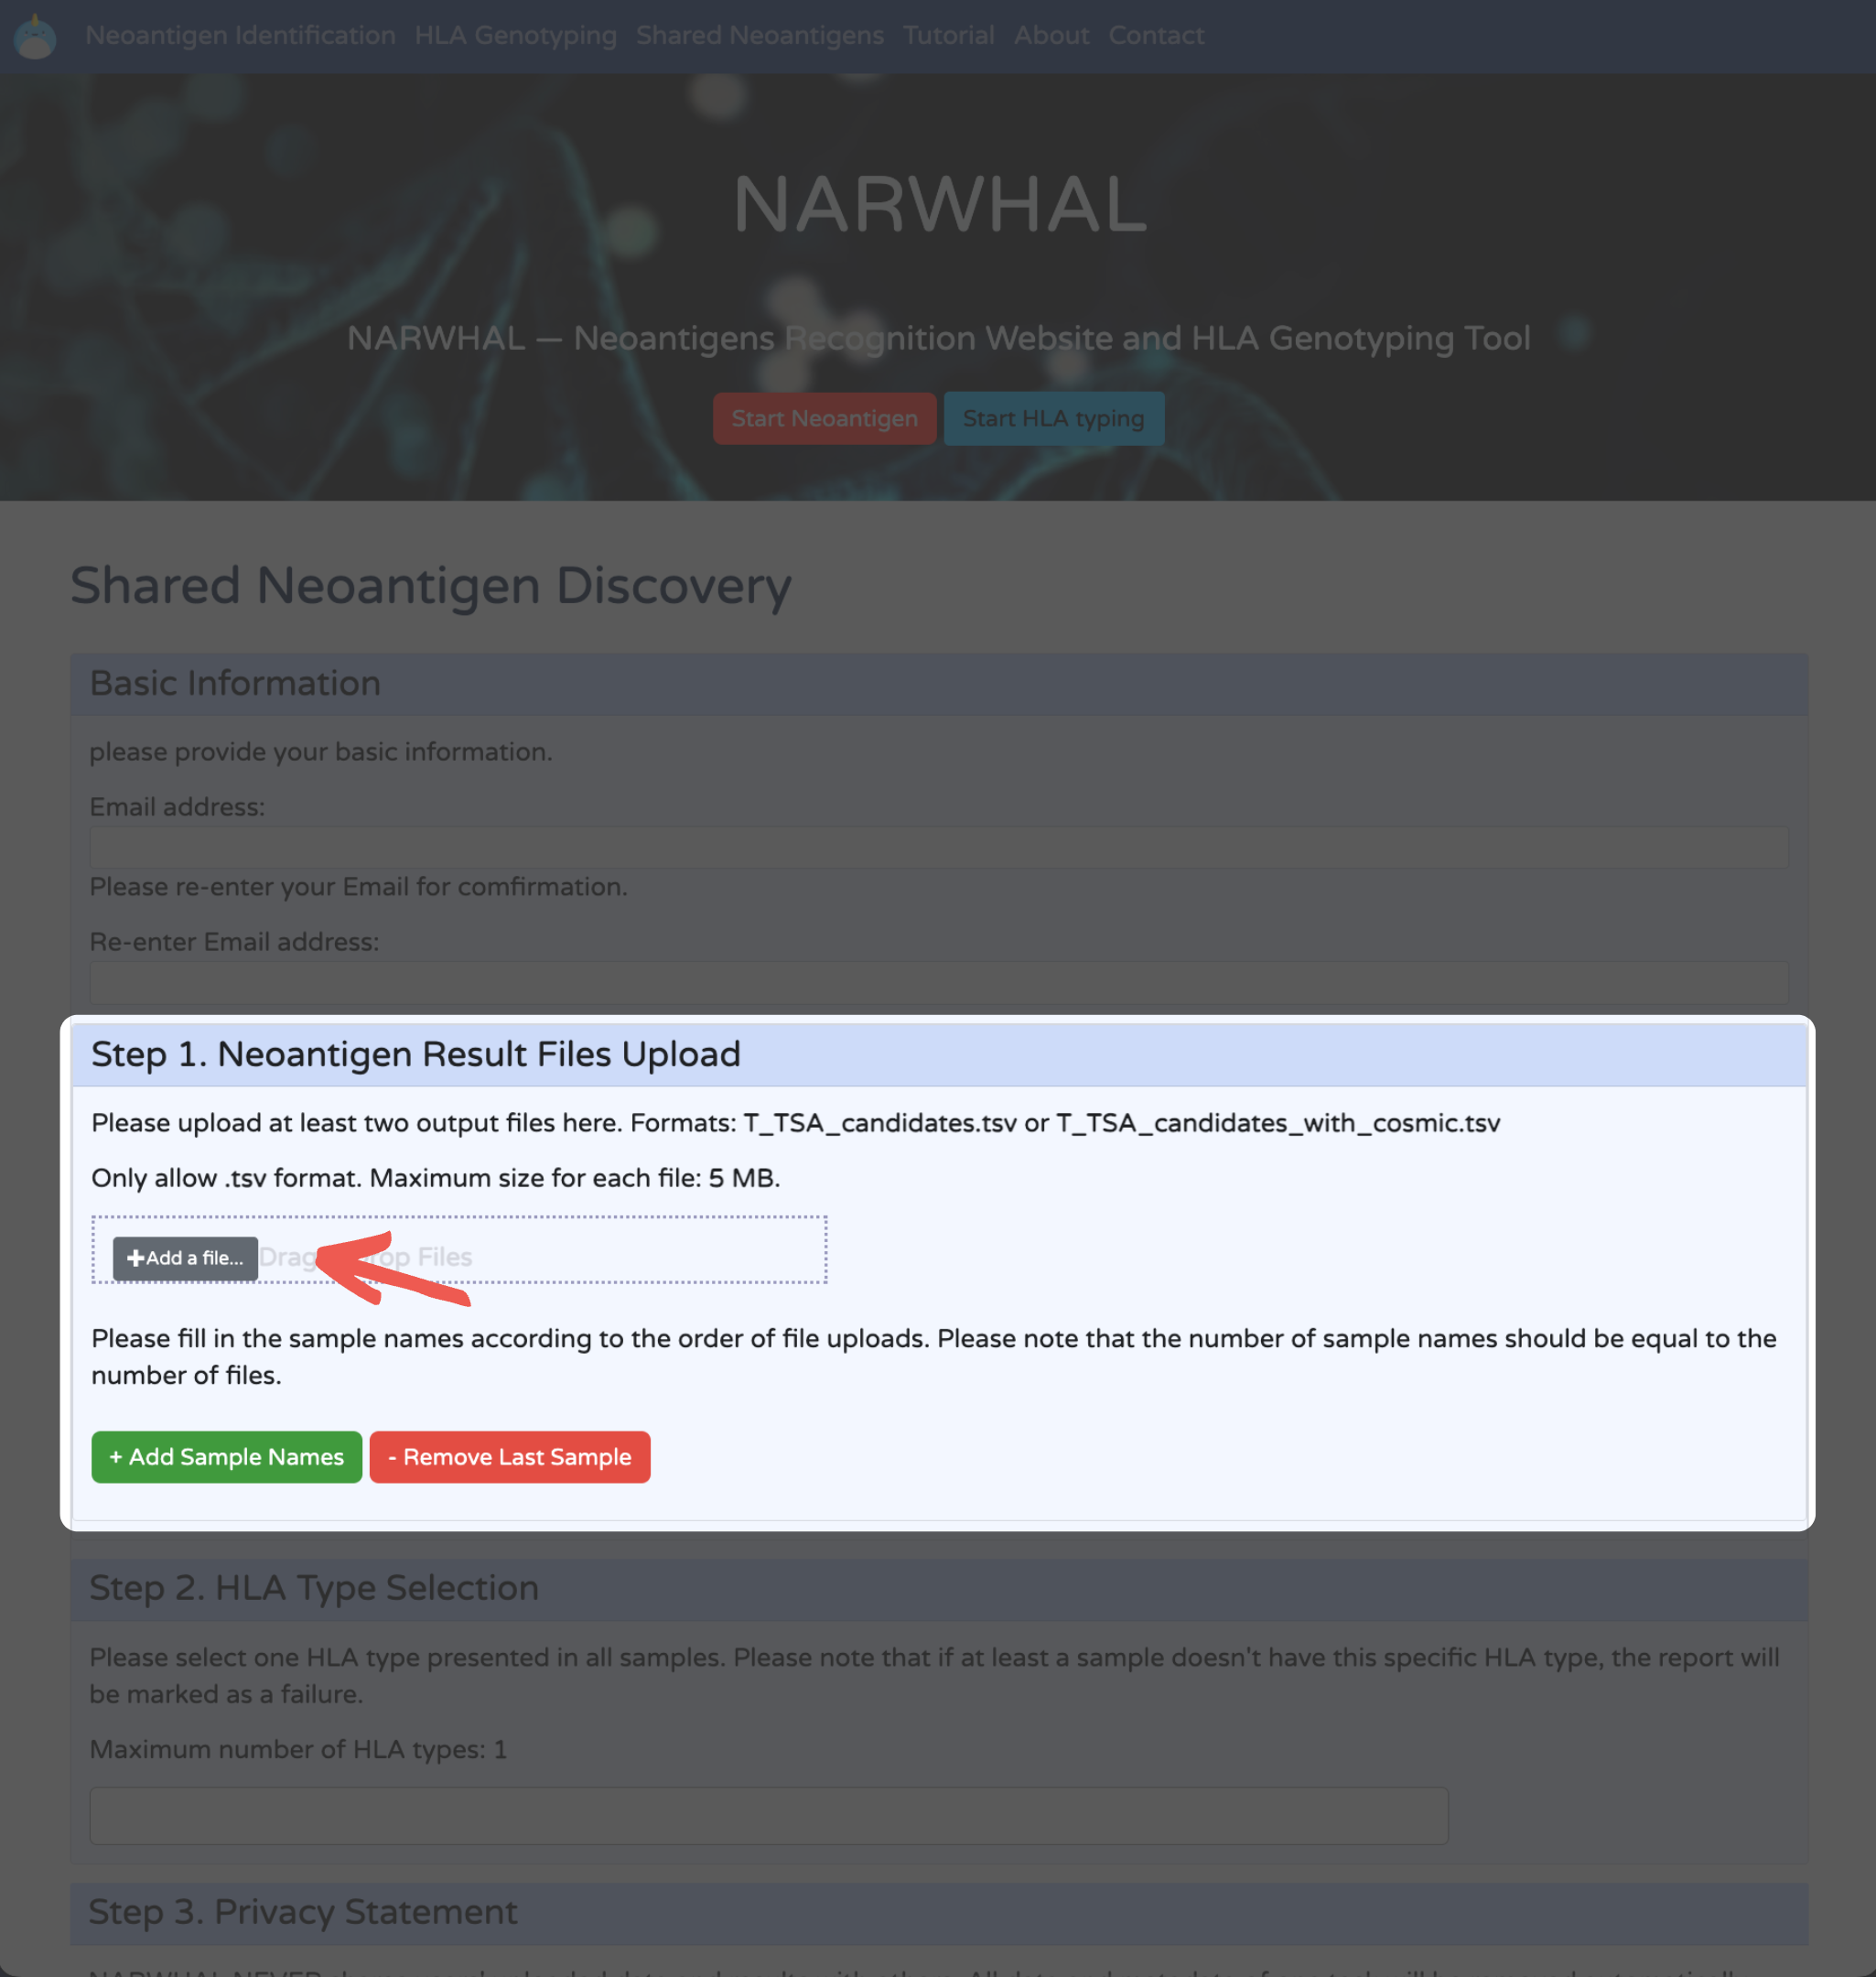 Neoantigen Identification HLA Genotyping Shared Neoantigens Tutorial About Contact
NARWHAL
NARWHAL — Neoantigens Recognition Website and HLA Genotyping Tool
Start Neoantigen Start HLA typing
Shared Neoantigen Discovery
Basic Information
please provide your basic information.
Email address:
Please re-enter your Email for comfirmation.
Re-enter Email address:
Step 1. Neoantigen Result Files Upload
Please upload at least two output files here. Formats: T_TSA_candidates.tsv or T_TSA_candidates_with_cosmic.tsv
Only allow .tsv format. Maximum size for each file: 5 MB.
+Add a file... Files
Please fill in the sample names according to the order of file uploads. Please note that the number of sample names should be equal to the
number of files.
+ Add Sample Names - Remove Last Sample
Step 2. HLA Type Selection
Please select one HLA type presented in all samples. Please note that if at least a sample doesn't have this specific HLA type, the report will
be marked as a failure.
Maximum number of HLA types: 1
Step 3. Privacy Statement